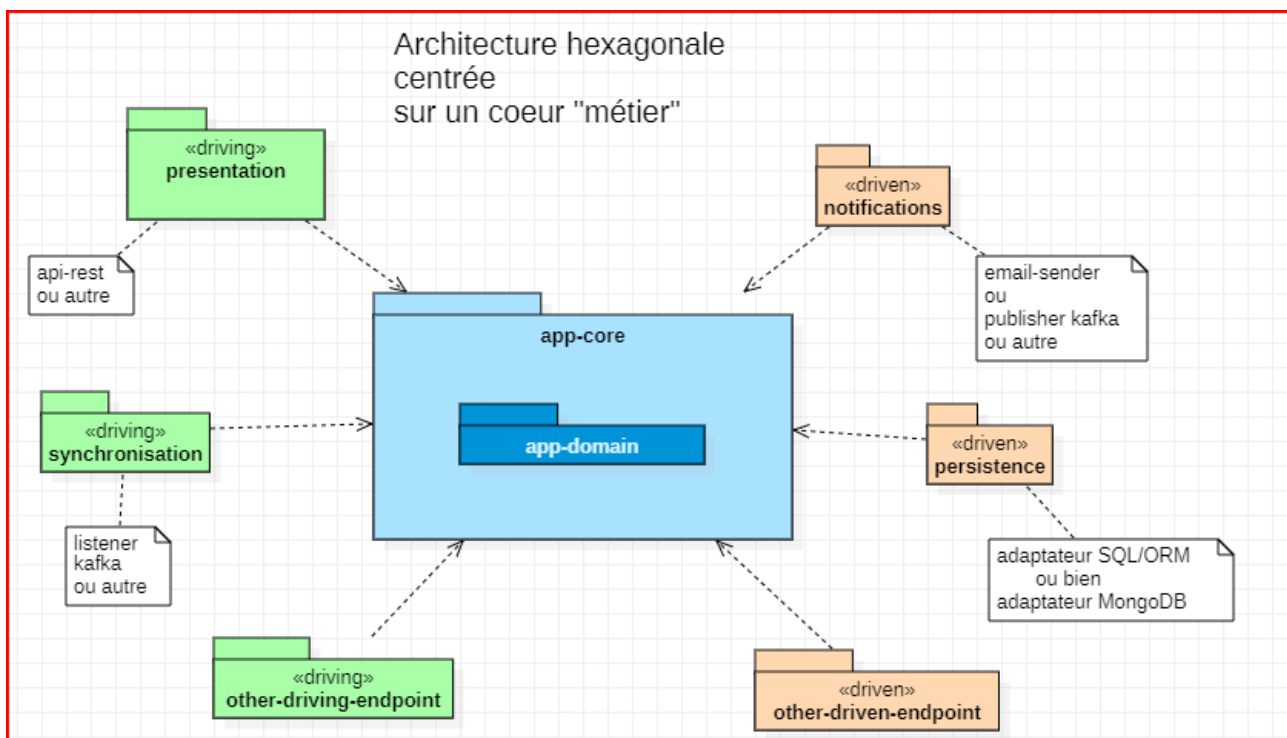 Architecture hexagonale
centrée
sur un coeur "métier"
«driving»
presentation
api-rest
ou autre
«driven»
notifications
email-sender
ou
publisher kafka
ou autre
app-core
app-domain
«driving»
synchronisation
listener
kafka
ou autre
«driven»
persistence
adaptateur SQL/ORM
ou bien
adaptateur MongoDB
«driving»
other-driving-endpoint
«driven»
other-driven-endpoint